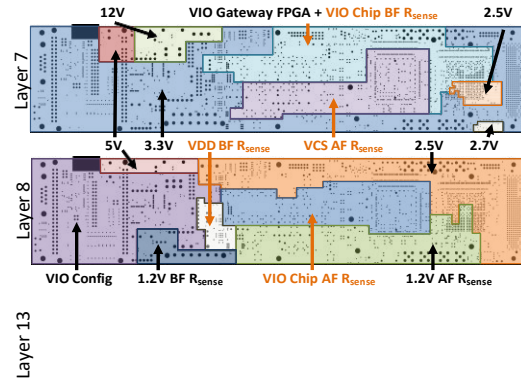 12V
VIO Gateway FPGA + VIO Chip BF Rsense
2.5V
Layer 7
5V
3.3V
VDD BF Rsense
VCS AF Rsense
2.5V
2.7V
Layer 8
VIO Config
1.2V BF Rsense
VIO Chip AF Rsense
1.2V AF Rsense
Layer 13